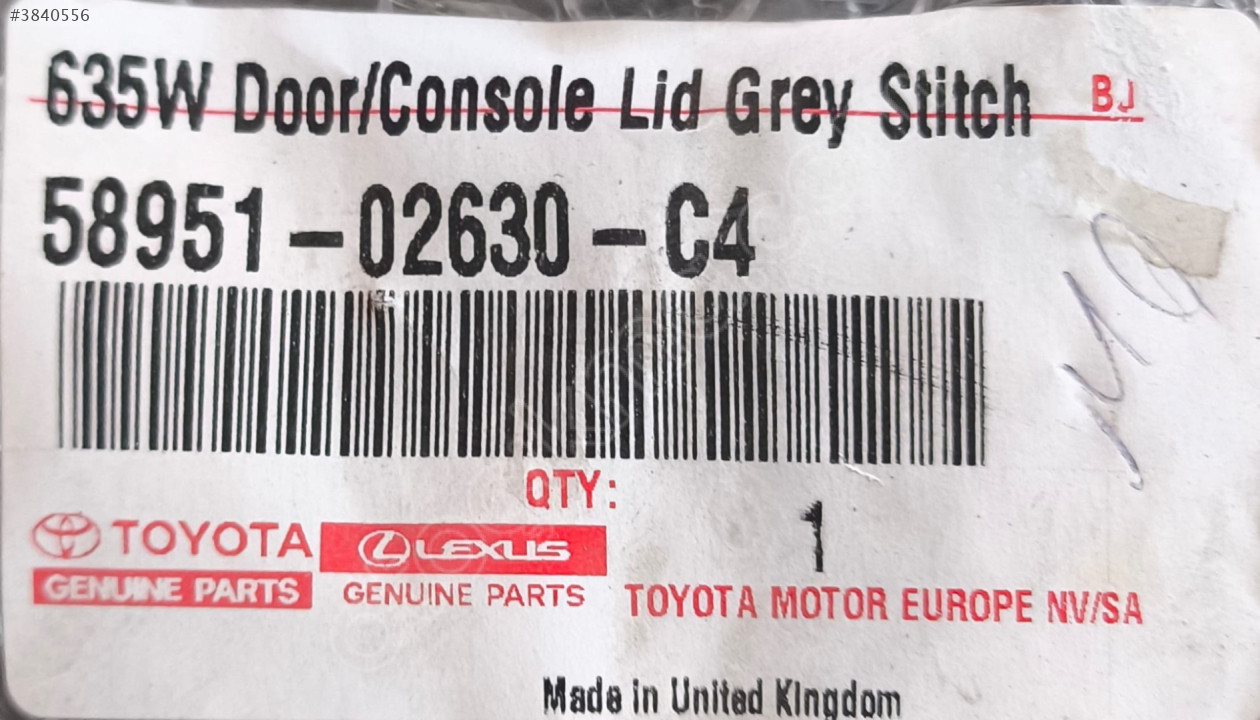 #3840556
635W Door/Console Lid Grey Stitch BJ
58951-02630-C4
QTY: 1
TOYOTA LEXUS
GENUINE PARTS GENUINE PARTS
TOYOTA MOTOR EUROPE NV/SA
Made in United KIngdom